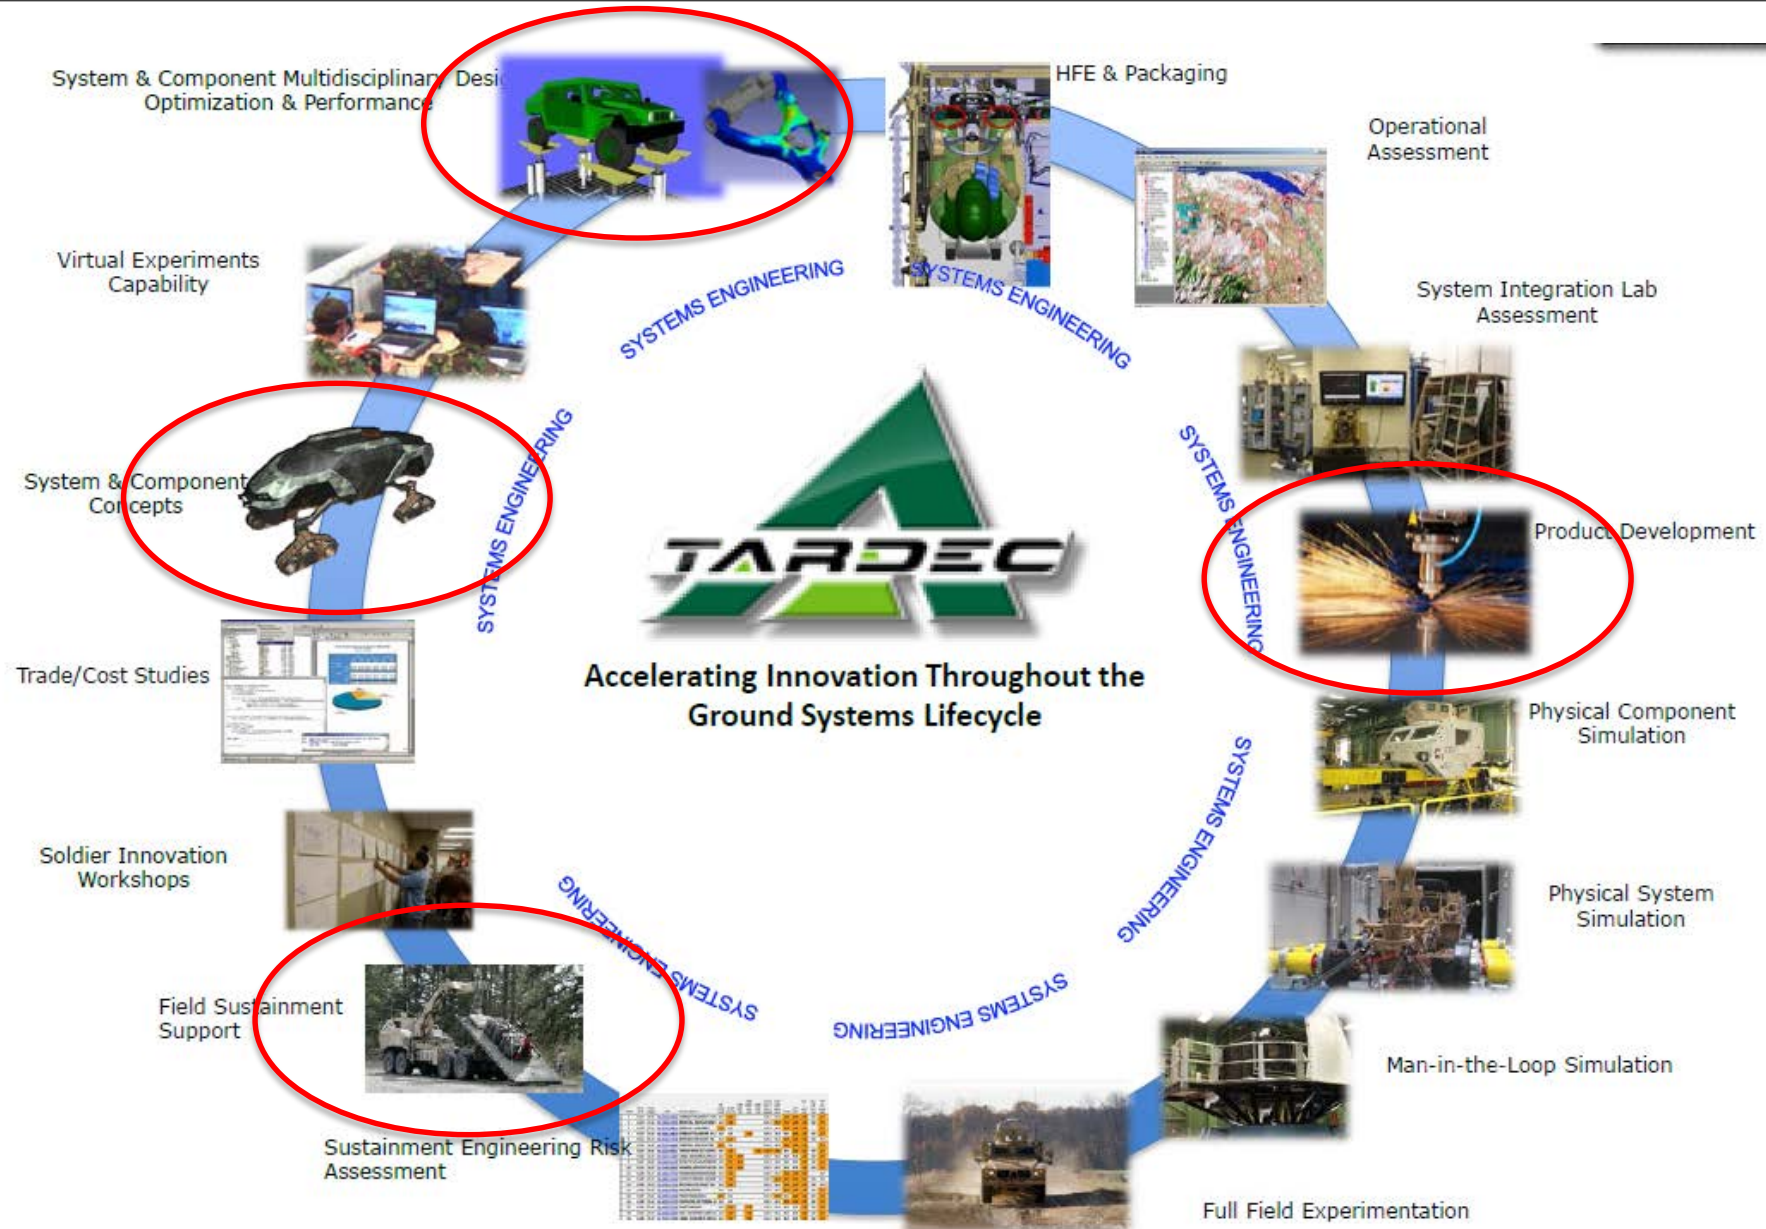 System & Component Multidisciplinary Desi
Optimization & Performance
HFE & Packaging
Operational
Assessment
Virtual Experiments
Capability
System Integration Lab
Assessment
SYSTEMS ENGINEERING
SYSTEMS ENGINEERING
System & Component
Concepts
SYSTEMS ENGINEERING
SYSTEMS ENGINEERING
Product Development
TARDEC
Accelerating Innovation Throughout the
Ground Systems Lifecycle
Trade/Cost Studies
Physical Component
Simulation
SYSTEMS ENGINEERING
Soldier Innovation
Workshops
Physical System
Simulation
SYSTEMS ENGINEERING
SYSTEMS ENGINEERING
Field Sustainment
Support
Man-in-the-Loop Simulation
Sustainment Engineering Risk
Assessment
Full Field Experimentation